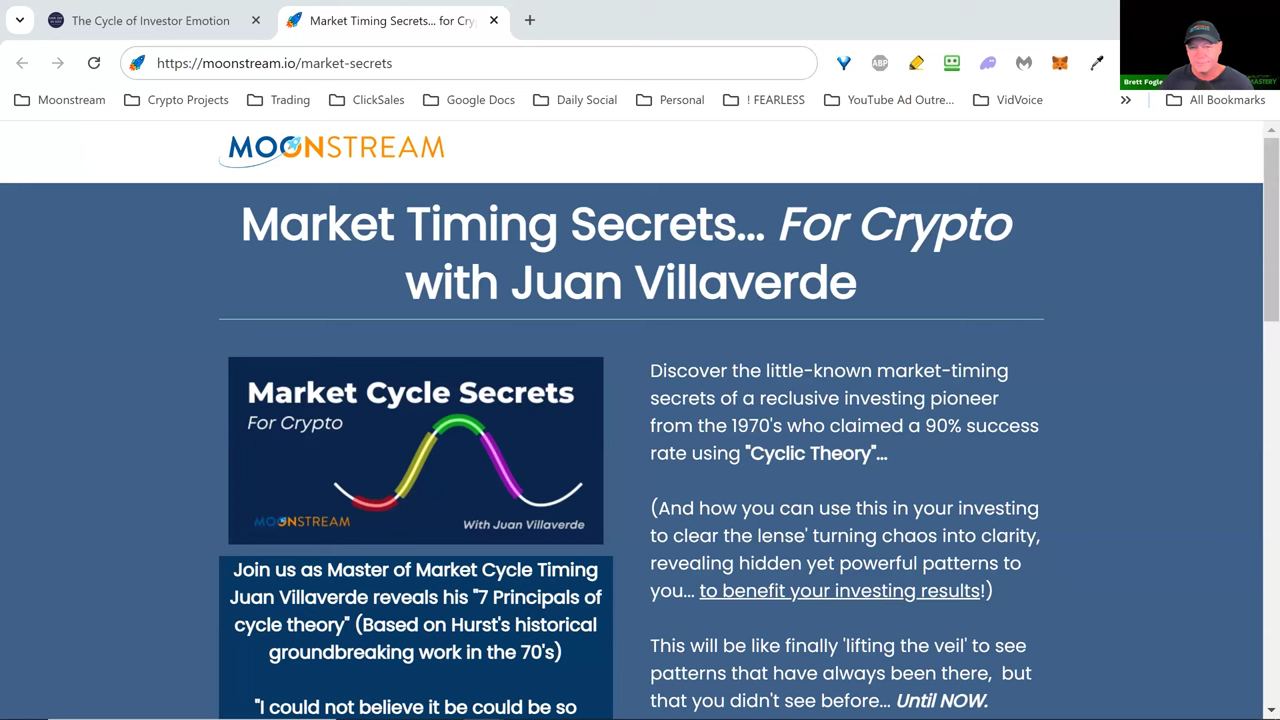 The Cycle of Investor Emotion
Market Timing Secrets... for Cry
https://moonstream.io/market-secrets
ABP
Brett Fogle
MASTERY
Moonstream
Crypto Projects
Trading
ClickSales
Google Docs
Daily Social
Personal
! FEARLESS
YouTube Ad Outre...
VidVoice
All Bookmarks
MOONSTREAM
Market Timing Secrets... For Crypto
with Juan Villaverde
Market Cycle Secrets
For Crypto
MOONSTREAM
With Juan Villaverde
Join us as Master of Market Cycle Timing
Juan Villaverde reveals his "7 Principals of
cycle theory" (Based on Hurst's historical
groundbreaking work in the 70's)
"I could not believe it be could be so
Discover the little-known market-timing
secrets of a reclusive investing pioneer
from the 1970's who claimed a 90% success
rate using "Cyclic Theory"...
(And how you can use this in your investing
to clear the lense' turning chaos into clarity,
revealing hidden yet powerful patterns to
you... to benefit your investing results!)
This will be like finally 'lifting the veil' to see
patterns that have always been there, but
that you didn't see before... Until NOW.